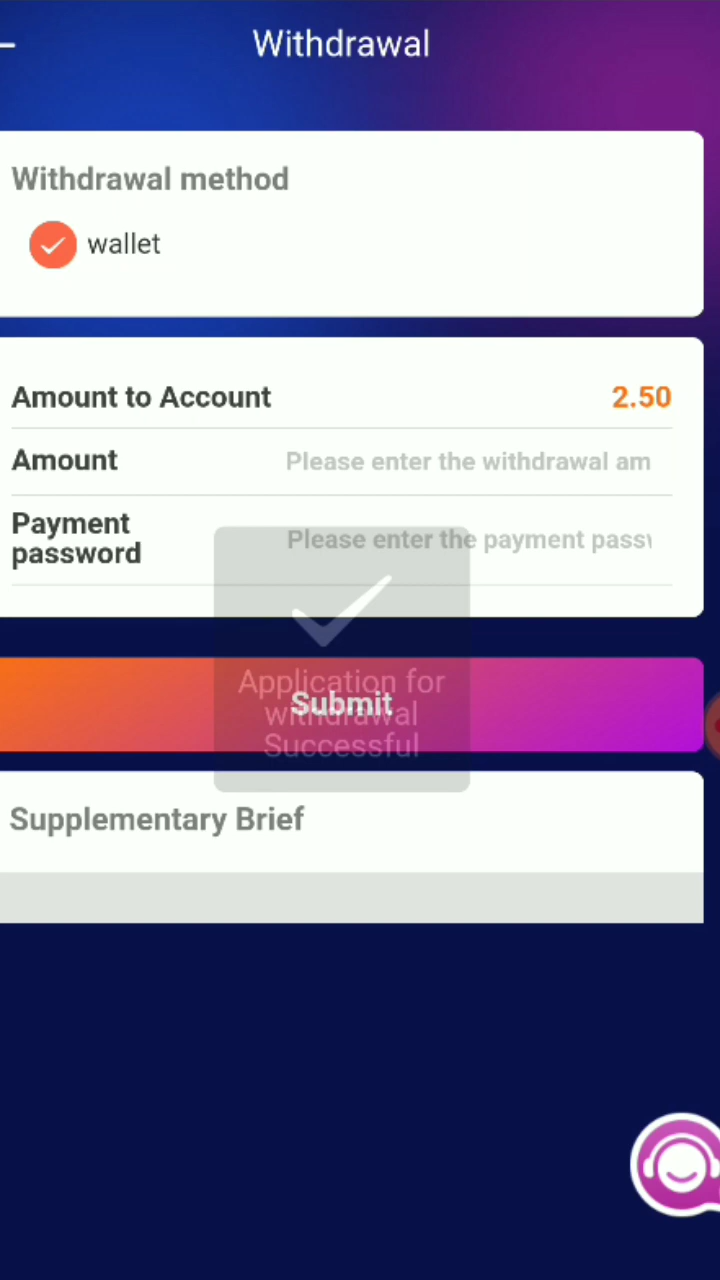 Withdrawal
Withdrawal method
wallet
Amount to Account 2.50
Amount Please enter the withdrawal am
Payment
password
Please enter the payment passw
Application for
withdrawal
Successful
Submit
Supplementary Brief